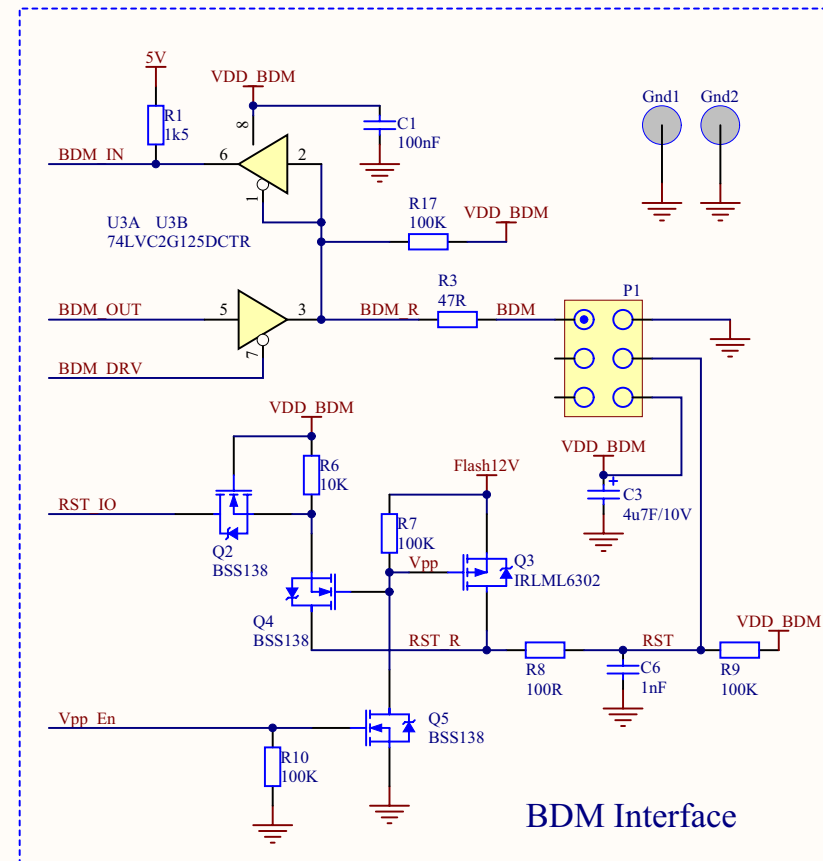 5V
VDD_BDM
Gnd1
Gnd2
R1
1k5
8
C1
100nF
BDM_IN
6
2
1
R17
100K
VDD_BDM
U3A U3B
74LVC2G125DCTR
R3
47R
P1
BDM_OUT
5
3
BDM_R
BDM
7
BDM_DRV
VDD_BDM
R6
10K
Flash12V
VDD_BDM
+
C3
4u7F/10V
RST_IO
R7
100K
Q2
BSS138
Vpp
Q3
IRLML6302
Q4
BSS138
RST_R
RST
VDD_BDM
R8
100R
C6
1nF
R9
100K
Vpp_En
Q5
BSS138
R10
100K
BDM Interface